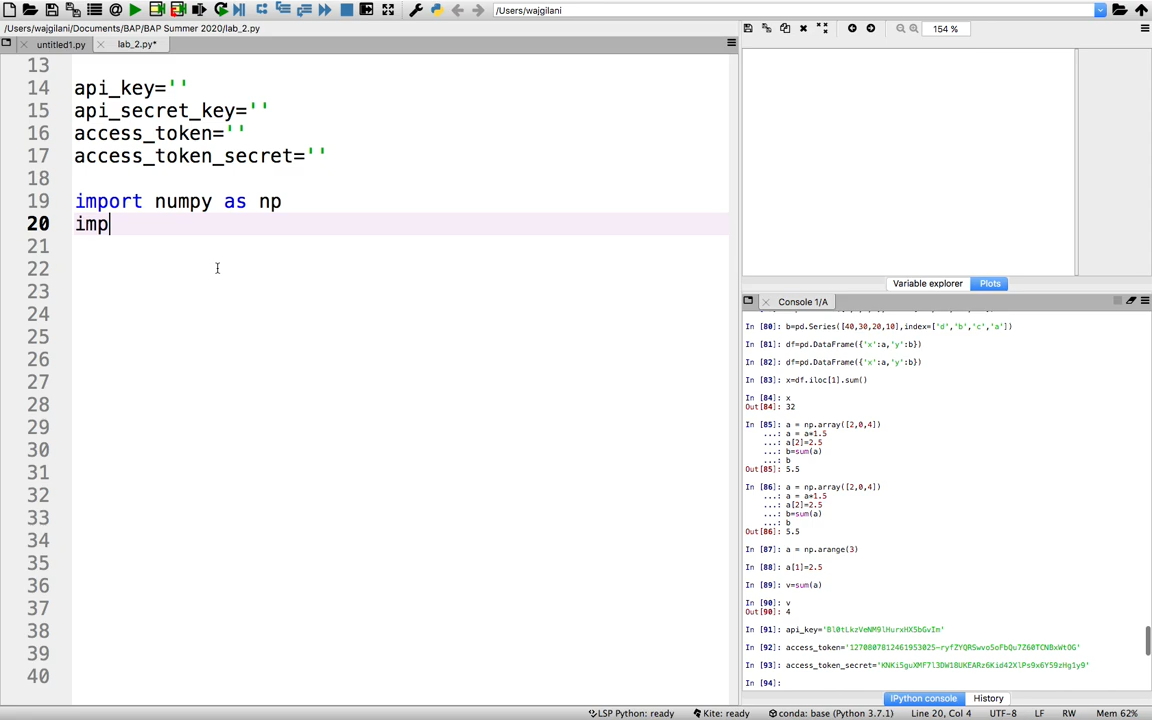 /Users/wajgilani
/Users/wajgilani/Documents/BAP/BAP Summer 2020/lab_2.py
untitled1.py
lab_2.py*
154 %
13
14 api_key=''
15 api_secret_key=''
16 access_token=''
17 access_token_secret=''
18
19 import numpy as np
20 imp
21
22
23
24
25
26
27
28
29
30
31
32
33
34
35
36
37
38
39
40
Variable explorer
Plots
Console 1/A
In [80]: b=pd.Series([40,30,20,10],index=['d','b','c','a'])
In [81]: df=pd.DataFrame({'x':a,'y':b})
In [82]: df=pd.DataFrame({'x':a,'y':b})
In [83]: x=df.iloc[1].sum()
In [84]: x
Out[84]: 32
In [85]: a = np.array([2,0,4])
...: a = a*1.5
...: a[2]=2.5
...: b=sum(a)
...: b
Out[85]: 5.5
In [86]: a = np.array([2,0,4])
...: a = a*1.5
...: a[2]=2.5
...: b=sum(a)
...: b
Out[86]: 5.5
In [87]: a = np.arange(3)
In [88]: a[1]=2.5
In [89]: v=sum(a)
In [90]: v
Out[90]: 4
In [91]: api_key=
In [92]: access_token=
In [93]: access_token_secret=
In [94]:
IPython console
History
LSP Python: ready
Kite: ready
conda: base (Python 3.7.1)
Line 20, Col 4
UTF-8
LF
RW
Mem 62%